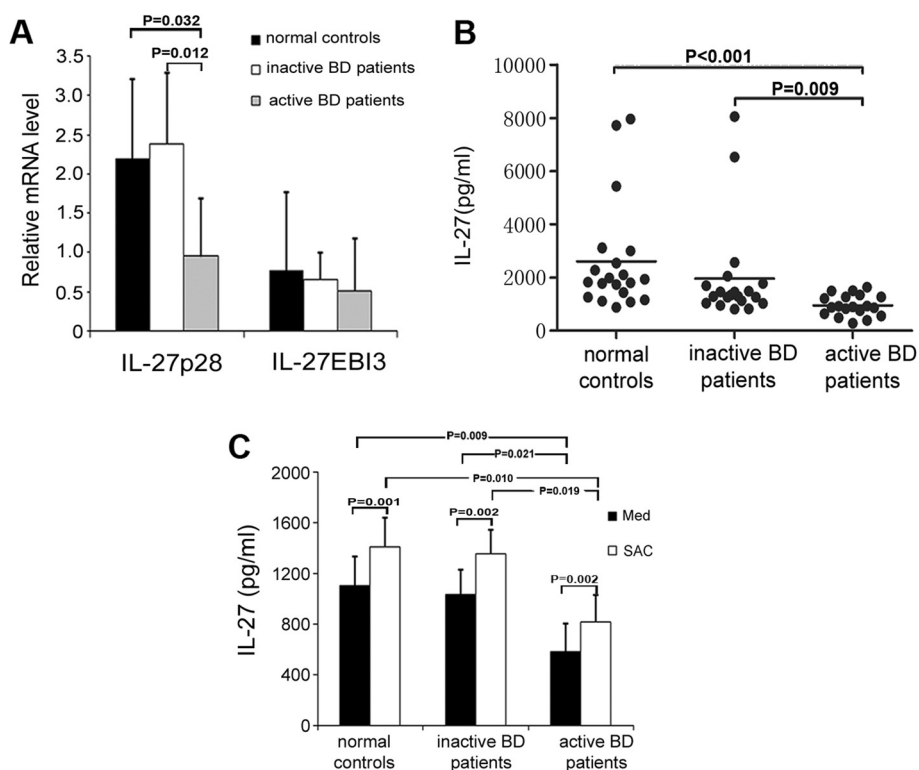 A
P=0.032
P=0.012
normal controls
inactive BD patients
active BD patients
Relative mRNA level
3.5
3.0
2.5
2.0
1.5
1.0
0.5
0
IL-27p28
IL-27EBI3
B
P<0.001
P=0.009
IL-27(pg/ml)
10000
8000
6000
4000
2000
0
normal
controls
inactive BD
patients
active BD
patients
C
P=0.009
P=0.021
P=0.010
P=0.019
P=0.001
P=0.002
P=0.002
Med
SAC
IL-27 (pg/ml)
2000
1600
1200
800
400
0
normal
controls
inactive BD
patients
active BD
patients